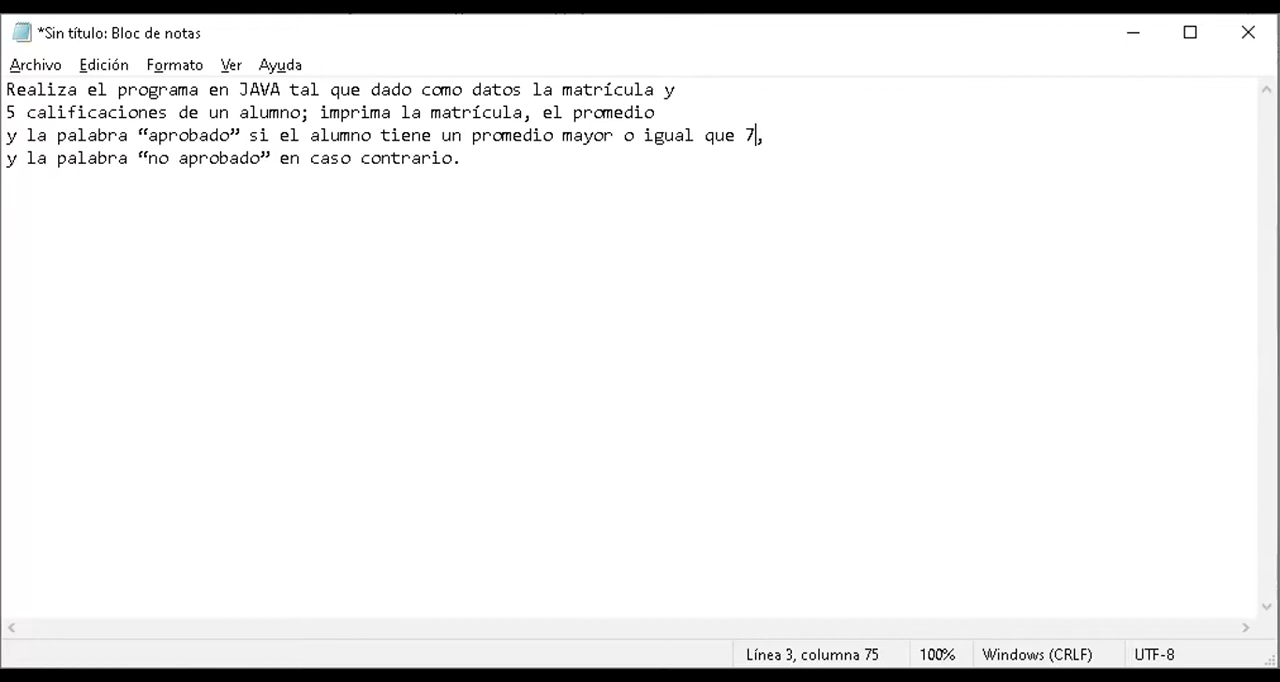 *Sin título: Bloc de notas
Archivo Edición Formato Ver Ayuda
Realiza el programa en JAVA tal que dado como datos la matrícula y
5 calificaciones de un alumno; imprima la matrícula, el promedio
y la palabra “aprobado” si el alumno tiene un promedio mayor o igual que 7,
y la palabra “no aprobado” en caso contrario.
Línea 3, columna 75 100% Windows (CRLF) UTF-8